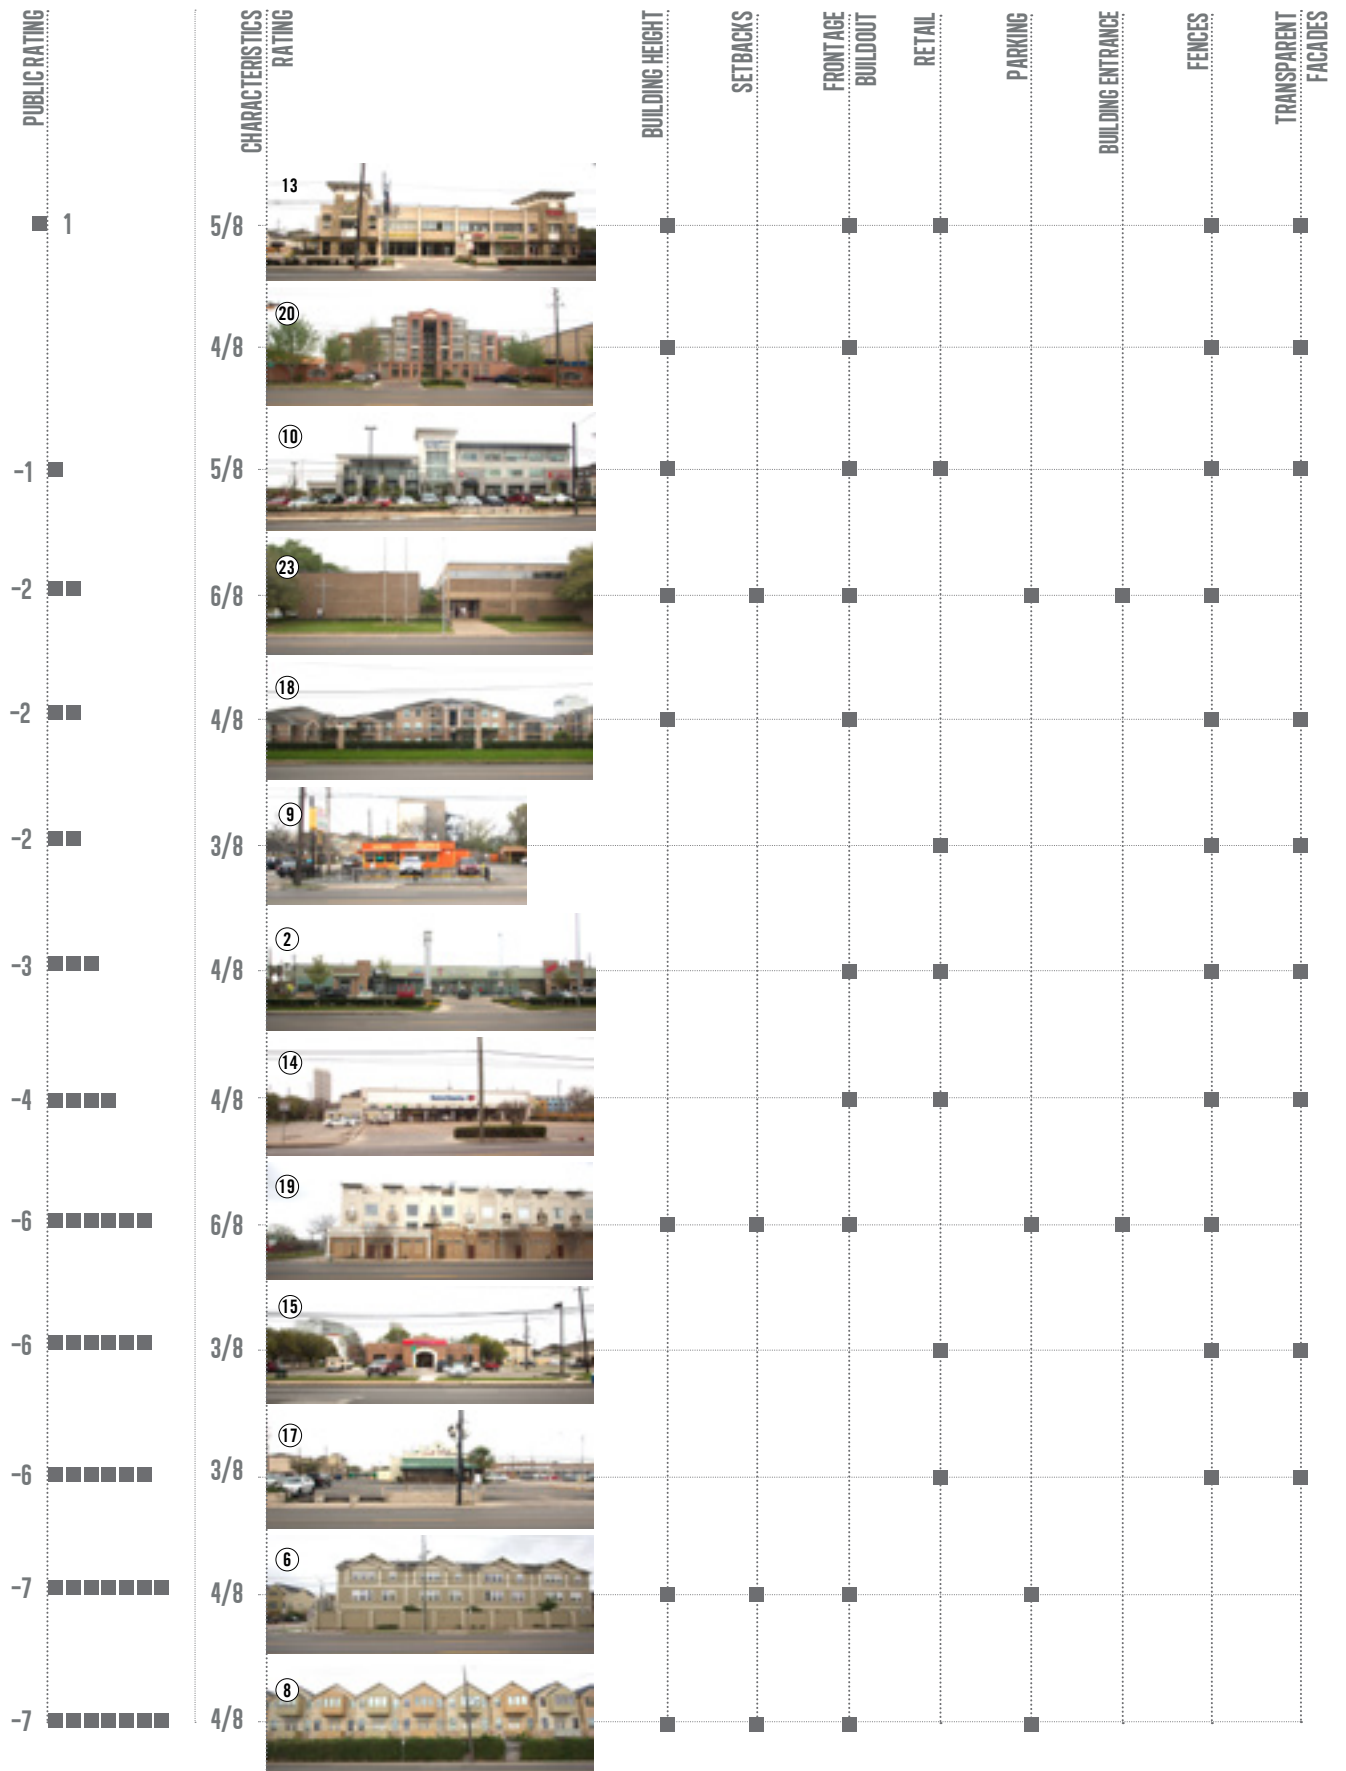 PUBLIC RATING
CHARACTERISTICS
RATING
BUILDING HEIGHT
SETBACKS
FRONTAGE
BUILDOUT
RETAIL
PARKING
BUILDING ENTRANCE
FENCES
TRANSPARENT
FACADES
1 5/8 13
4/8 20
-1 5/8 10
-2 6/8 23
-2 4/8 18
-2 3/8 9
-3 4/8 2
-4 4/8 14
-6 6/8 19
-6 3/8 15
-6 3/8 17
-7 4/8 6
-7 4/8 8